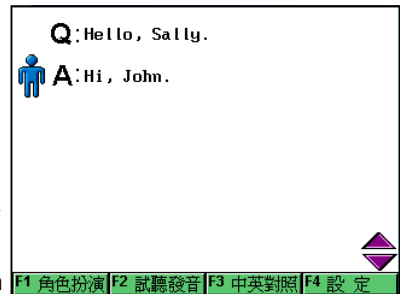 Q:Hello, Sally.
A:Hi, John.
F1 角色扮演 F2 試聽發音 F3 中英對照 F4 設 定